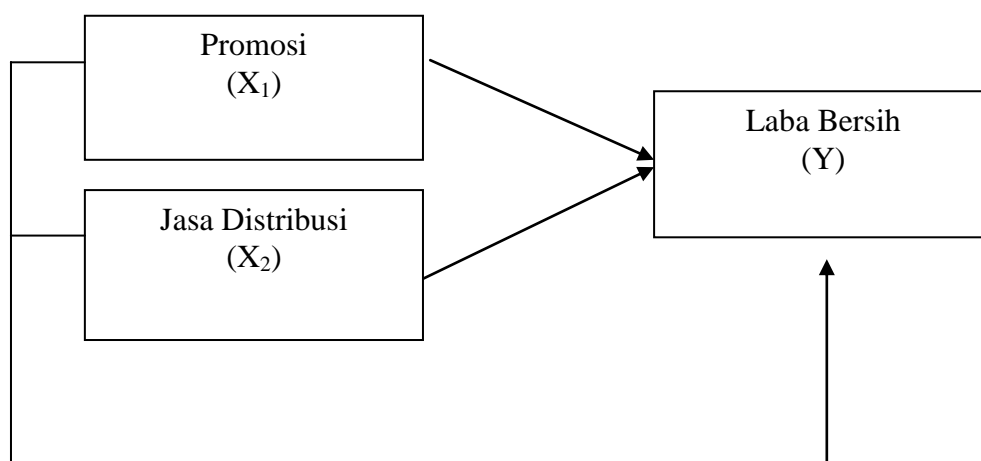 Promosi
(X₁)
Laba Bersih
(Y)
Jasa Distribusi
(X₂)